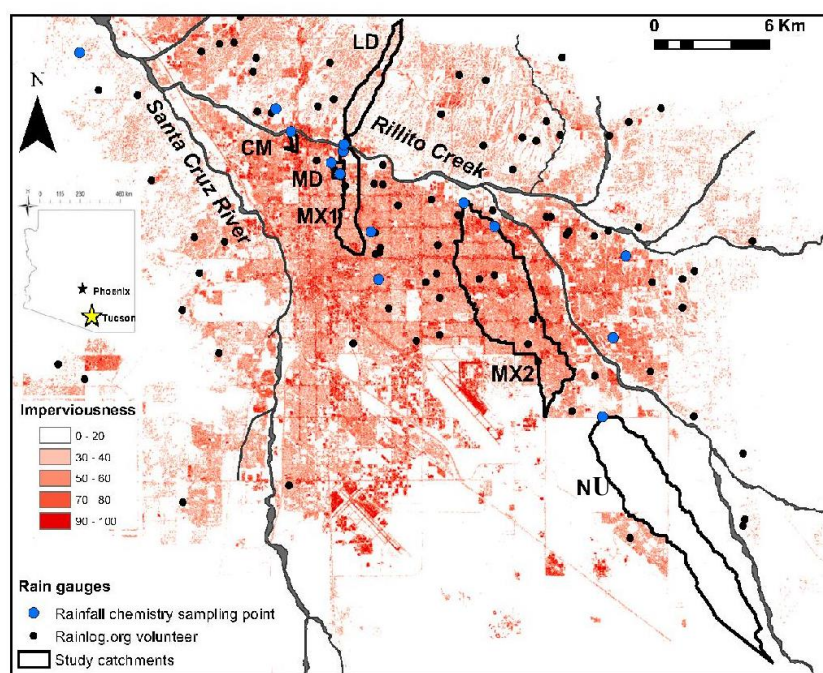 0 6 Km
LD
N
Santa Cruz River
CM
Rillito Creek
MD
MX1
Phoenix
Tucson
MX2
Imperviousness
0 - 20
30 - 40
50 - 60
70 - 80
90 - 100
NU
Rain gauges
Rainfall chemistry sampling point
Rainlog.org volunteer
Study catchments